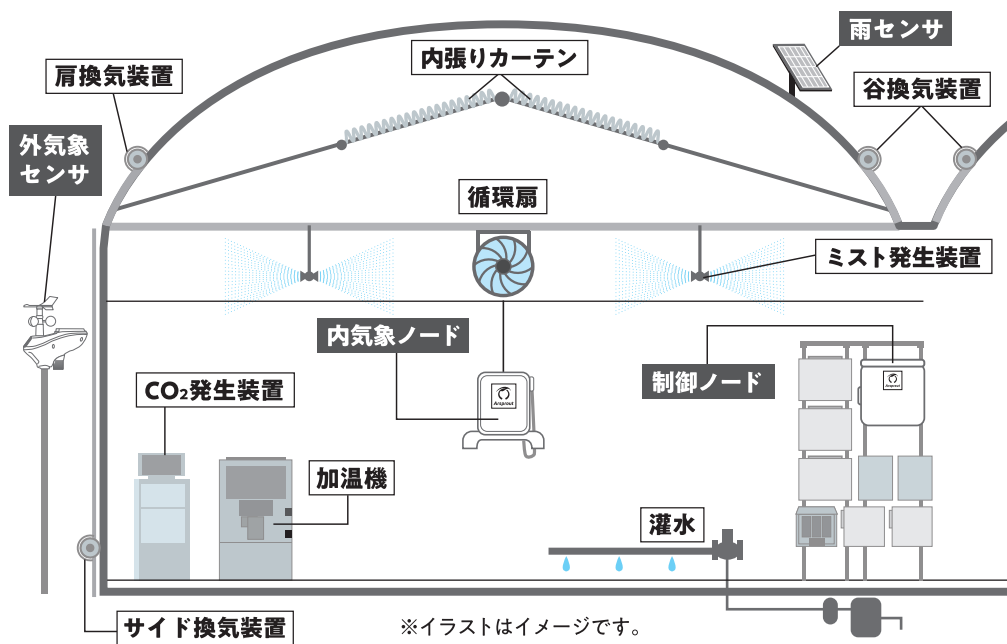 雨センサ
内張りカーテン
肩換気装置
谷換気装置
外気象
センサ
循環扇
ミスト発生装置
内気象ノード
制御ノード
CO₂発生装置
Arsprout
Arsprout
加温機
灌水
サイド換気装置
※イラストはイメージです。